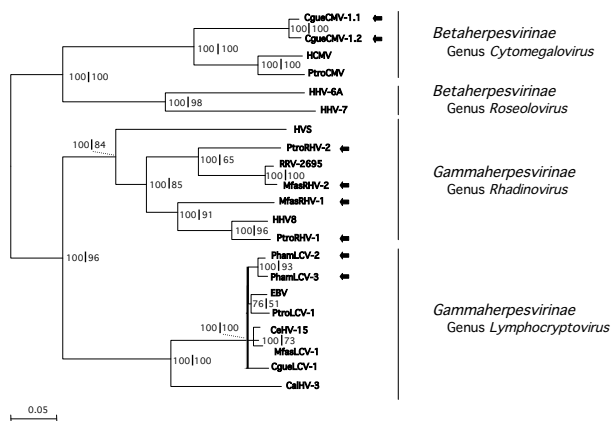 CgueCMV-1.1
100|100
CgueCMV-1.2
HCMV
100|100
100|100
PtroCMV
HHV-6A
100|98
HHV-7
Betaherpesvirinae
Genus Cytomegalovirus
Betaherpesvirinae
Genus Roseolovirus
HVS
100|84
PtroRHV-2
100|65
RRV-2695
100|100
MfasRHV-2
100|85
MfasRHV-1
100|91
HHV8
100|96
PtroRHV-1
Gammaherpesvirinae
Genus Rhadinovirus
100|96
PhamLCV-2
100|93
PhamLCV-3
EBV
76|51
PtroLCV-1
100|100
CeHV-15
100|73
MfasLCV-1
100|100
CgueLCV-1
CalHV-3
Gammaherpesvirinae
Genus Lymphocryptovirus
0.05